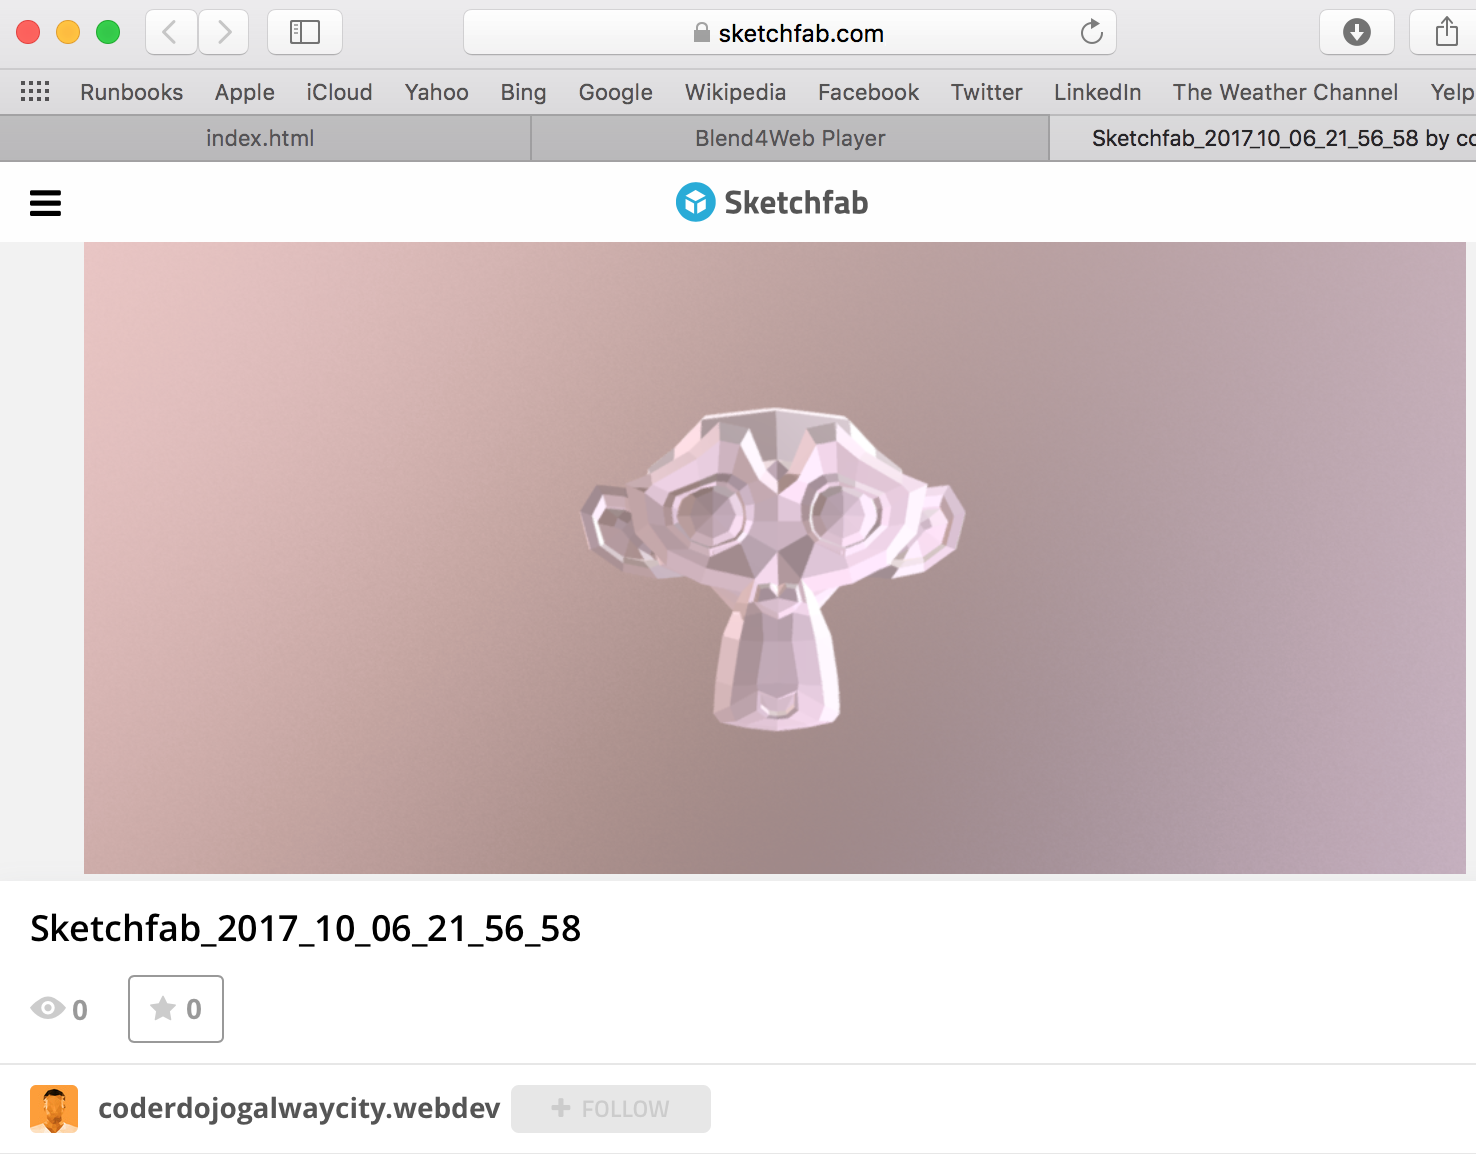 sketchfab.com
Runbooks Apple iCloud Yahoo Bing Google Wikipedia Facebook Twitter LinkedIn The Weather Channel Yelp
index.html Blend4Web Player Sketchfab_2017_10_06_21_56_58 by co
Sketchfab
Sketchfab_2017_10_06_21_56_58
0 0
coderdojogalwaycity.webdev + FOLLOW